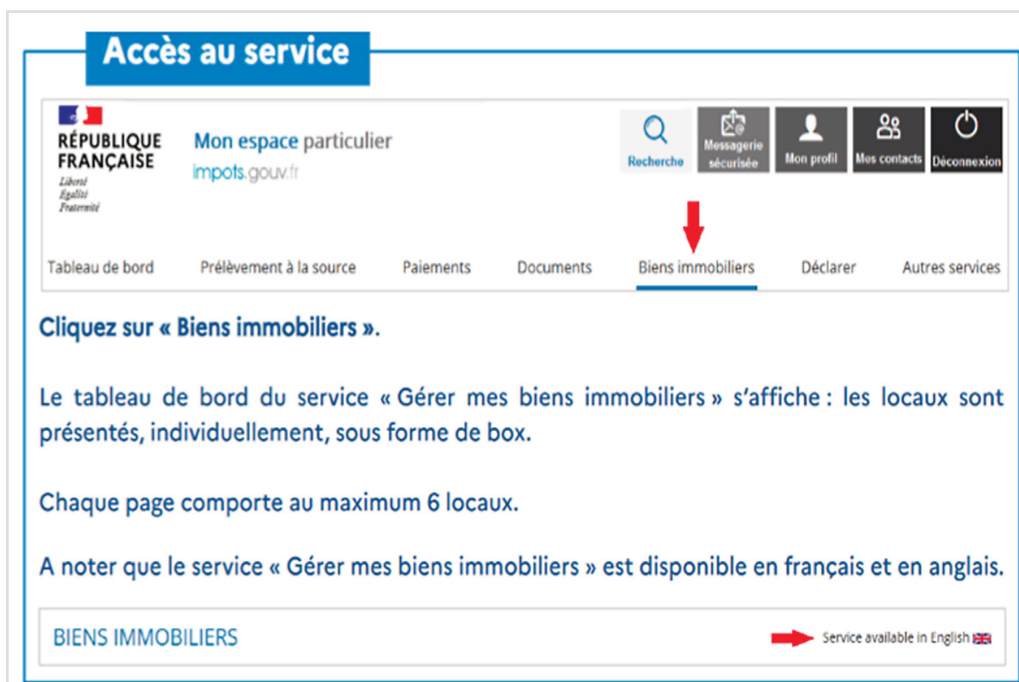 Accès au service
RÉPUBLIQUE
FRANÇAISE
Liberté
Égalité
Fraternité
Mon espace particulier
impots.gouv.fr
Recherche
Messagerie
sécurisée
Mon profil
Mes contacts
Déconnexion
Tableau de bord Prélèvement à la source Paiements Documents Biens immobiliers Déclarer Autres services
Cliquez sur « Biens immobiliers ».
Le tableau de bord du service « Gérer mes biens immobiliers » s'affiche : les locaux sont
présentés, individuellement, sous forme de box.
Chaque page comporte au maximum 6 locaux.
A noter que le service « Gérer mes biens immobiliers » est disponible en français et en anglais.
BIENS IMMOBILIERS Service available in English